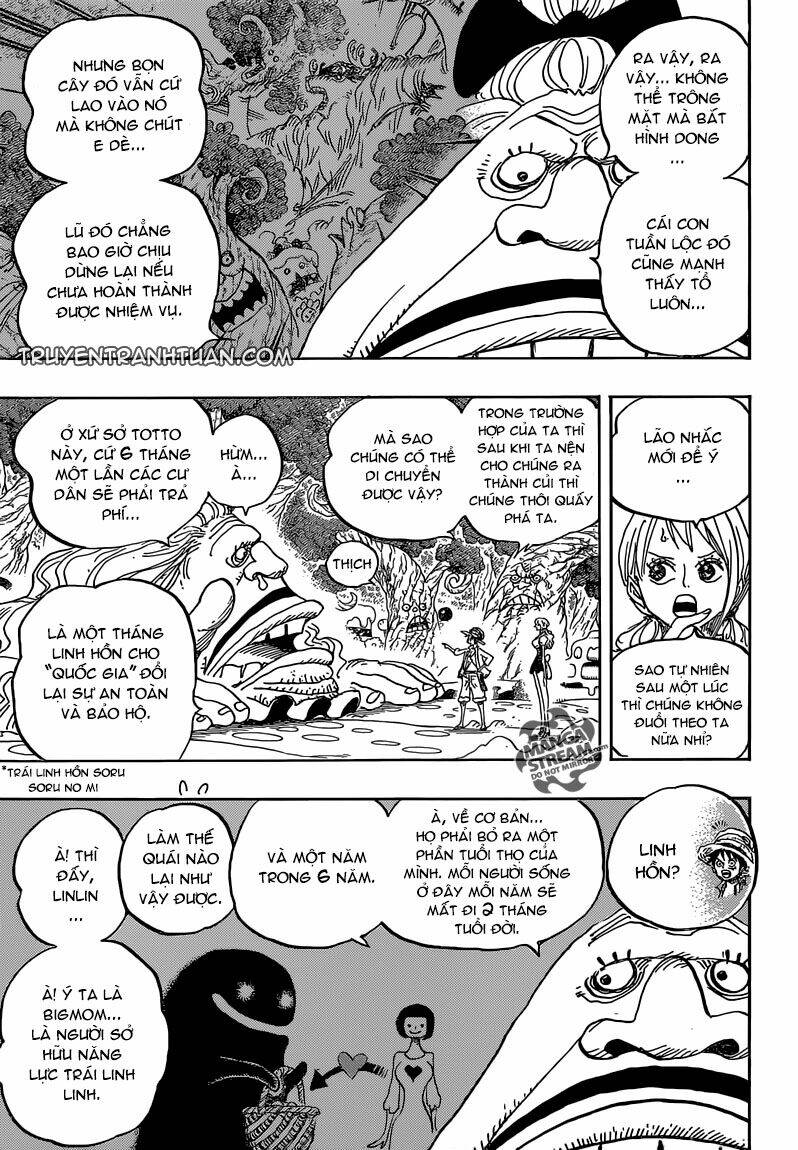 RA VẬY, RA
VẬY... KHÔNG
THỂ TRÔNG
MẶT MÀ BẮT
HÌNH DONG
...
CÁI CON
TUẦN LỘC ĐÓ
CŨNG MẠNH
THẤY TỔ
LUÔN...
NHƯNG BỌN
CÂY ĐÓ VẪN CỨ
LAO VÀO NÓ
MÀ KHÔNG CHÚT
E DÈ...
LŨ ĐÓ CHẲNG
BAO GIỜ CHỊU
DỪNG LẠI NẾU
CHƯA HOÀN THÀNH
ĐƯỢC NHIỆM VỤ.
TRUYENTRANHTUAN.COM
LÃO NHẮC
MỚI ĐỂ Ý
...
SAO TỰ NHIÊN
SAU MỘT LÚC
THÌ CHÚNG KHÔNG
ĐUỔI THEO TA
NỮA NHỈ?
TRONG TRƯỜNG
HỢP CỦA TA THÌ
SAU KHI TA NỆN
CHO CHÚNG RA
THÀNH CỦI THÌ
CHÚNG THÔI QUẤY
PHÁ TA.
MÀ SAO
CHÚNG CÓ THỂ
DI CHUYỂN
ĐƯỢC VẬY?
THỊCH
HỪM...
À...
Ở XỨ SỞ TOTTO
NÀY, CỨ 6 THÁNG
MỘT LẦN CÁC CƯ
DÂN SẼ PHẢI TRẢ
PHÍ...
LÀ MỘT THÁNG
LINH HỒN CHO
"QUỐC GIA" ĐỔI
LẠI SỰ AN TOÀN
VÀ BẢO HỘ.
MANGA
STREAM.com
DO NOT MIRROR
*TRÁI LINH HỒN SORU
SORU NO MI
LINH
HỒN?
À, VỀ CƠ BẢN...
HỌ PHẢI BỎ RA MỘT
PHẦN TUỔI THỌ CỦA
MÌNH. MỖI NGƯỜI SỐNG
Ở ĐÂY MỖI NĂM SẼ
MẤT ĐI 2 THÁNG
TUỔI ĐỜI.
VÀ MỘT NĂM
TRONG 6 NĂM.
LÀM THẾ
QUÁI NÀO
LẠI NHƯ
VẬY ĐƯỢC.
À! THÌ
ĐẤY,
LINLIN
...
À! Ý TA LÀ
BIGMOM...
LÀ NGƯỜI SỞ
HỮU NĂNG
LỰC TRÁI LINH
LINH.